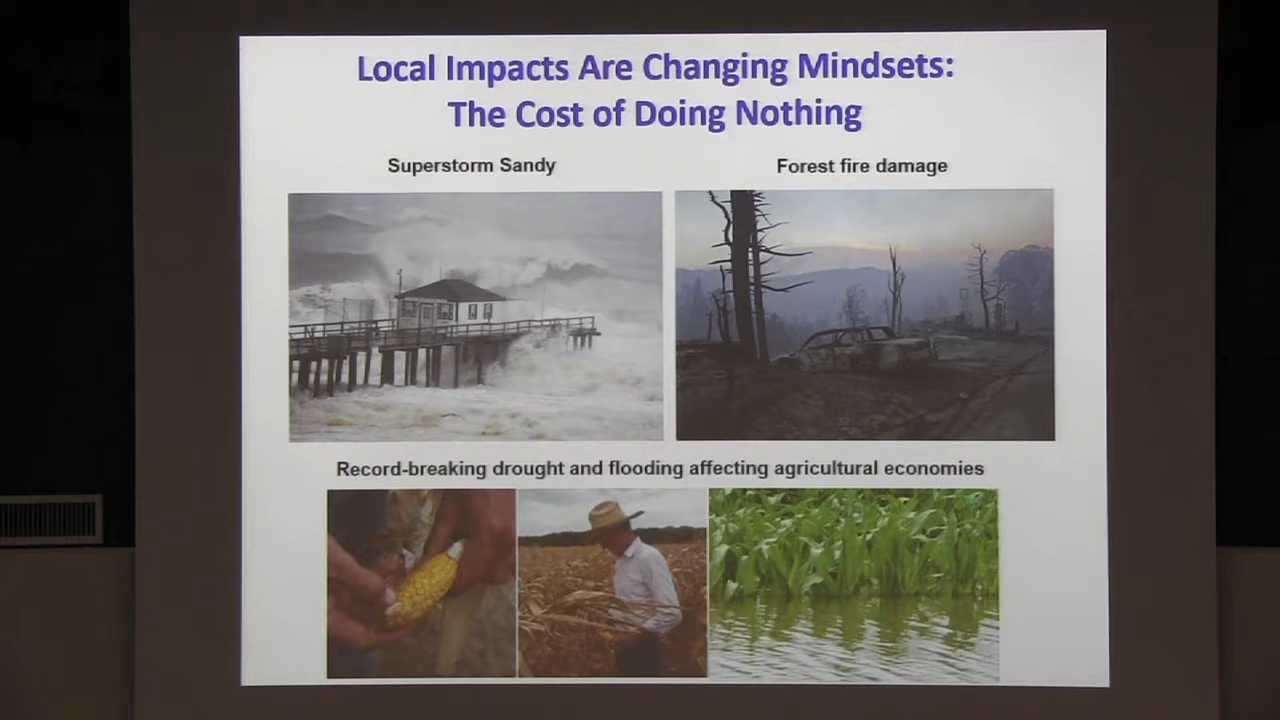 Local Impacts Are Changing Mindsets:
The Cost of Doing Nothing
Superstorm Sandy
Forest fire damage
Record-breaking drought and flooding affecting agricultural economies